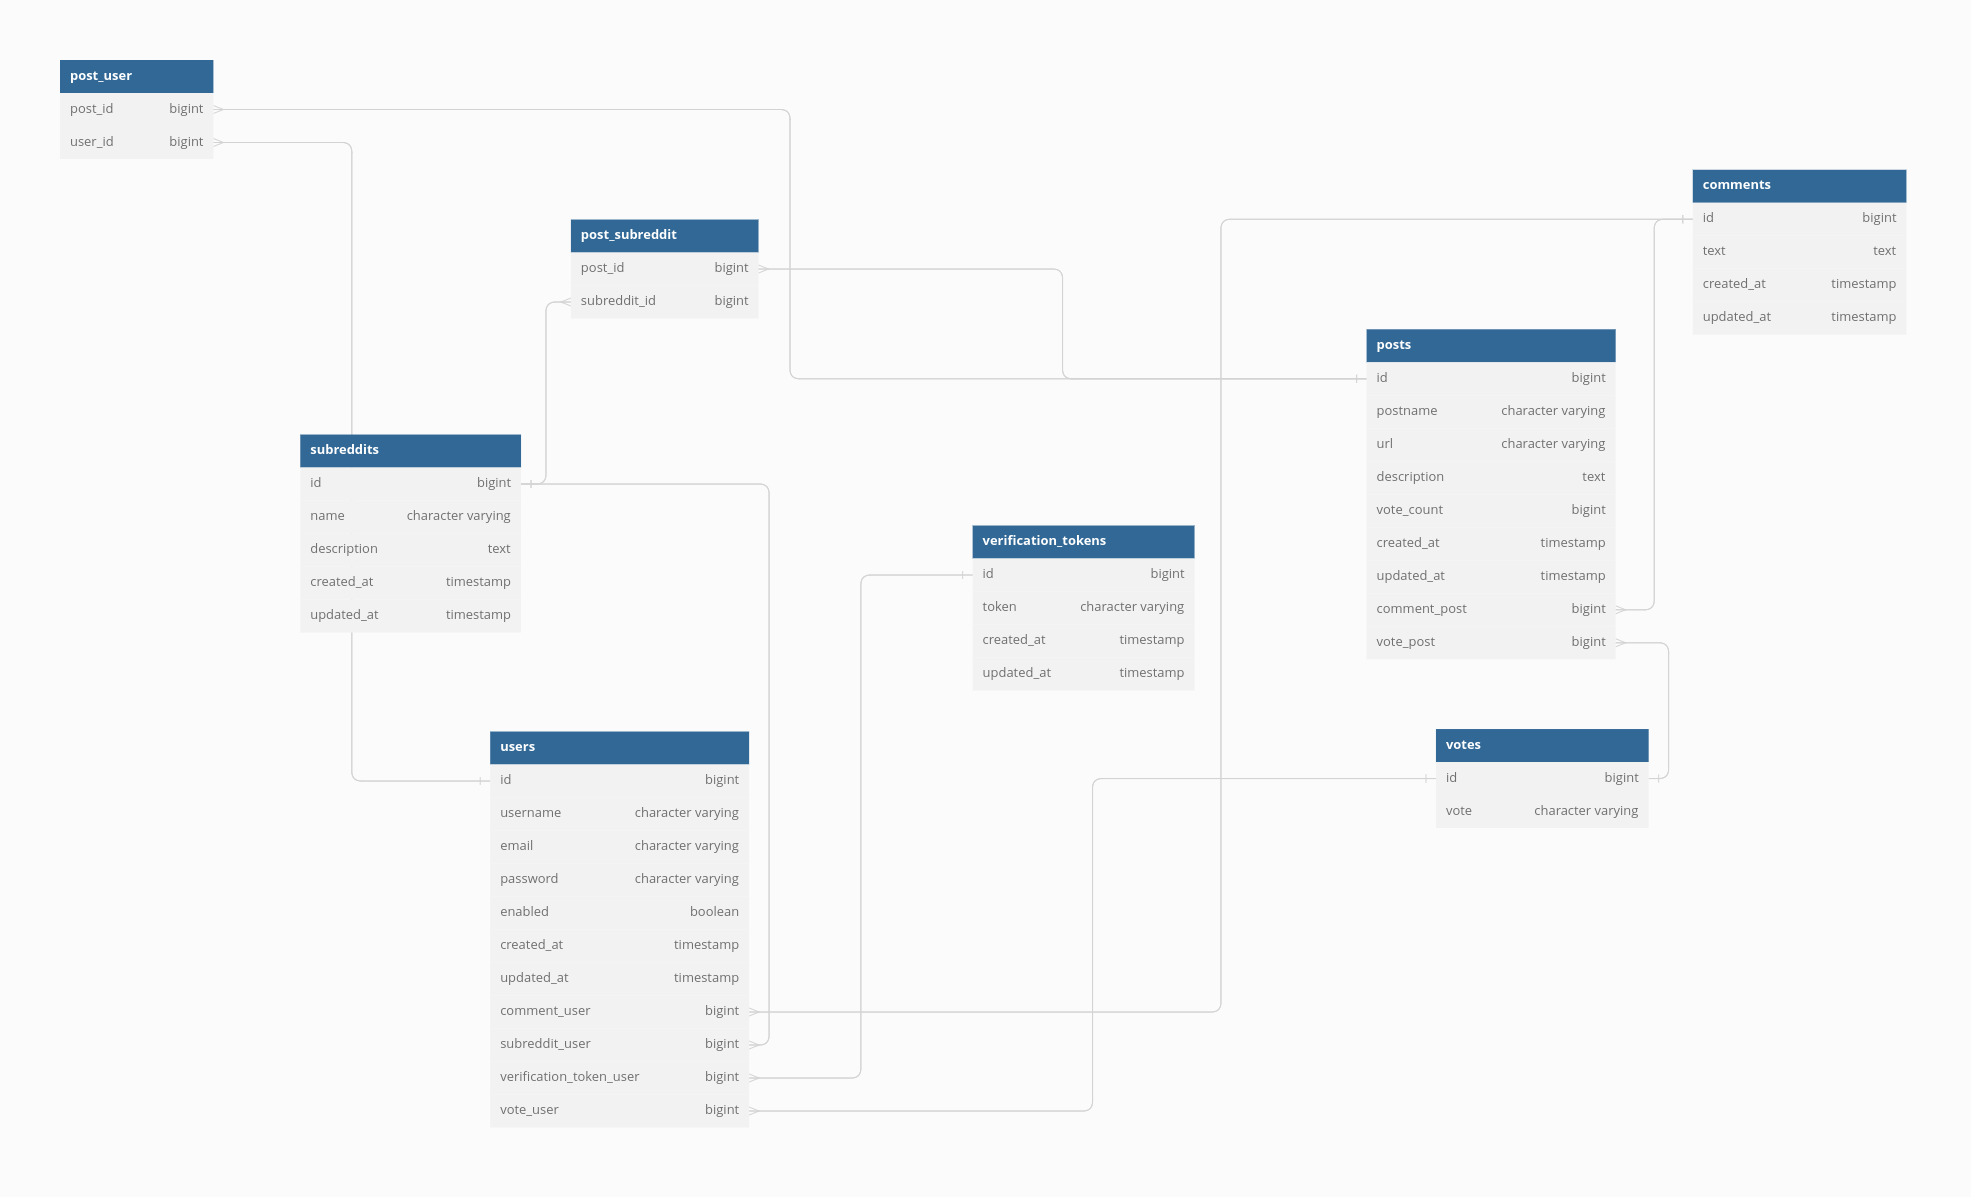 post_user
post_id bigint
user_id bigint
comments
id bigint
text text
created_at timestamp
updated_at timestamp
post_subreddit
post_id bigint
subreddit_id bigint
posts
id bigint
postname character varying
url character varying
description text
vote_count bigint
created_at timestamp
updated_at timestamp
comment_post bigint
vote_post bigint
subreddits
id bigint
name character varying
description text
created_at timestamp
updated_at timestamp
verification_tokens
id bigint
token character varying
created_at timestamp
updated_at timestamp
users
id bigint
username character varying
email character varying
password character varying
enabled boolean
created_at timestamp
updated_at timestamp
comment_user bigint
subreddit_user bigint
verification_token_user bigint
vote_user bigint
votes
id bigint
vote character varying